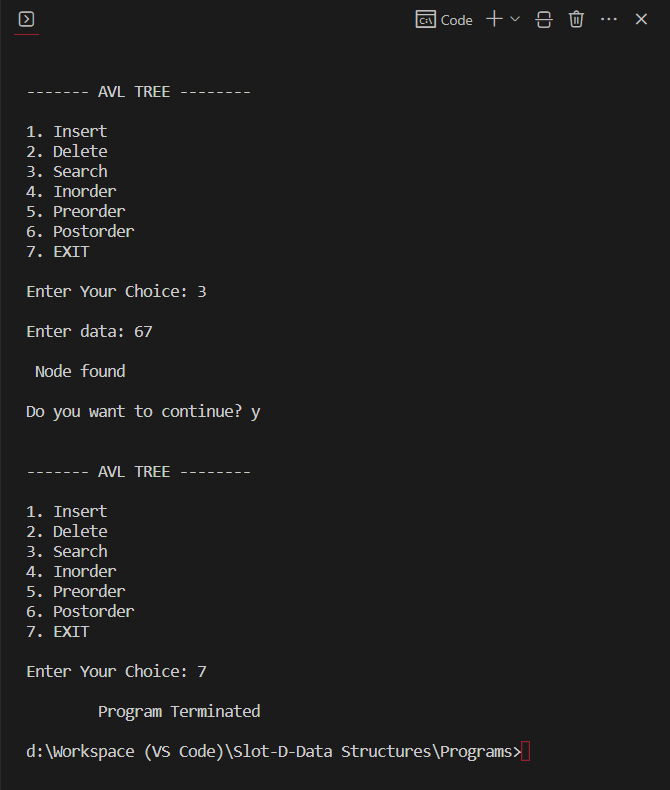 Code
------- AVL TREE --------
1. Insert
2. Delete
3. Search
4. Inorder
5. Preorder
6. Postorder
7. EXIT
Enter Your Choice: 3
Enter data: 67
Node found
Do you want to continue? y
------- AVL TREE --------
1. Insert
2. Delete
3. Search
4. Inorder
5. Preorder
6. Postorder
7. EXIT
Enter Your Choice: 7
Program Terminated
d:\Workspace (VS Code)\Slot-D-Data Structures\Programs>